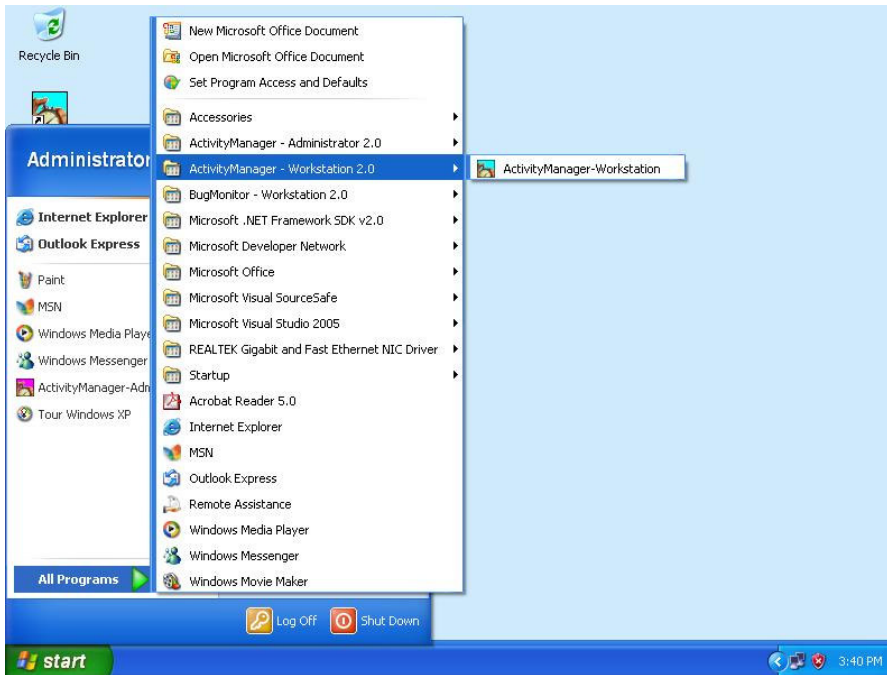 Recycle Bin
Administrator
Internet Explorer
Outlook Express
Paint
MSN
Windows Media Playe
Windows Messenger
ActivityManager-Adn
Tour Windows XP
All Programs
New Microsoft Office Document
Open Microsoft Office Document
Set Program Access and Defaults
Accessories
ActivityManager - Administrator 2.0
ActivityManager - Workstation 2.0
BugMonitor - Workstation 2.0
Microsoft .NET Framework SDK v2.0
Microsoft Developer Network
Microsoft Office
Microsoft Visual SourceSafe
Microsoft Visual Studio 2005
REALTEK Gigabit and Fast Ethernet NIC Driver
Startup
Acrobat Reader 5.0
Internet Explorer
MSN
Outlook Express
Remote Assistance
Windows Media Player
Windows Messenger
Windows Movie Maker
ActivityManager-Workstation
Log Off
Shut Down
start
3:40 PM